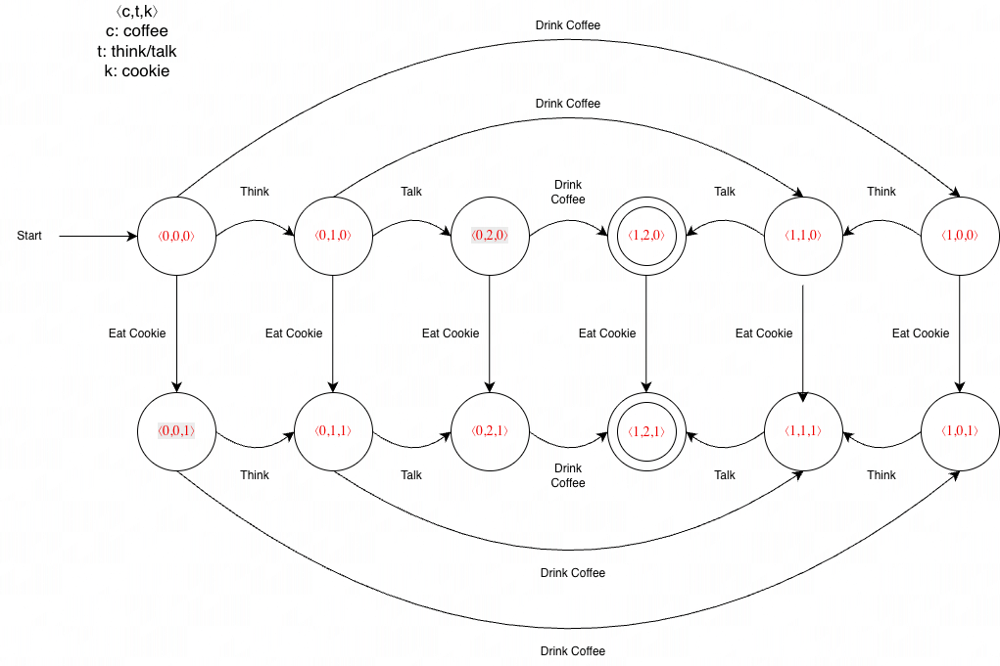 ⟨c,t,k⟩
c: coffee
t: think/talk
k: cookie
Drink Coffee
Drink Coffee
Think
Talk
Drink
Coffee
Talk
Think
Start
⟨0,0,0⟩
⟨0,1,0⟩
⟨0,2,0⟩
⟨1,2,0⟩
⟨1,1,0⟩
⟨1,0,0⟩
Eat Cookie
Eat Cookie
Eat Cookie
Eat Cookie
Eat Cookie
Eat Cookie
⟨0,0,1⟩
⟨0,1,1⟩
⟨0,2,1⟩
⟨1,2,1⟩
⟨1,1,1⟩
⟨1,0,1⟩
Think
Talk
Drink
Coffee
Talk
Think
Drink Coffee
Drink Coffee